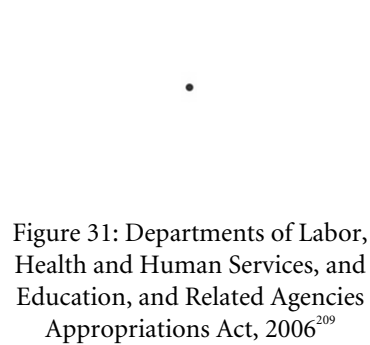 Figure 31: Departments of Labor,
Health and Human Services, and
Education, and Related Agencies
Appropriations Act, 2006209